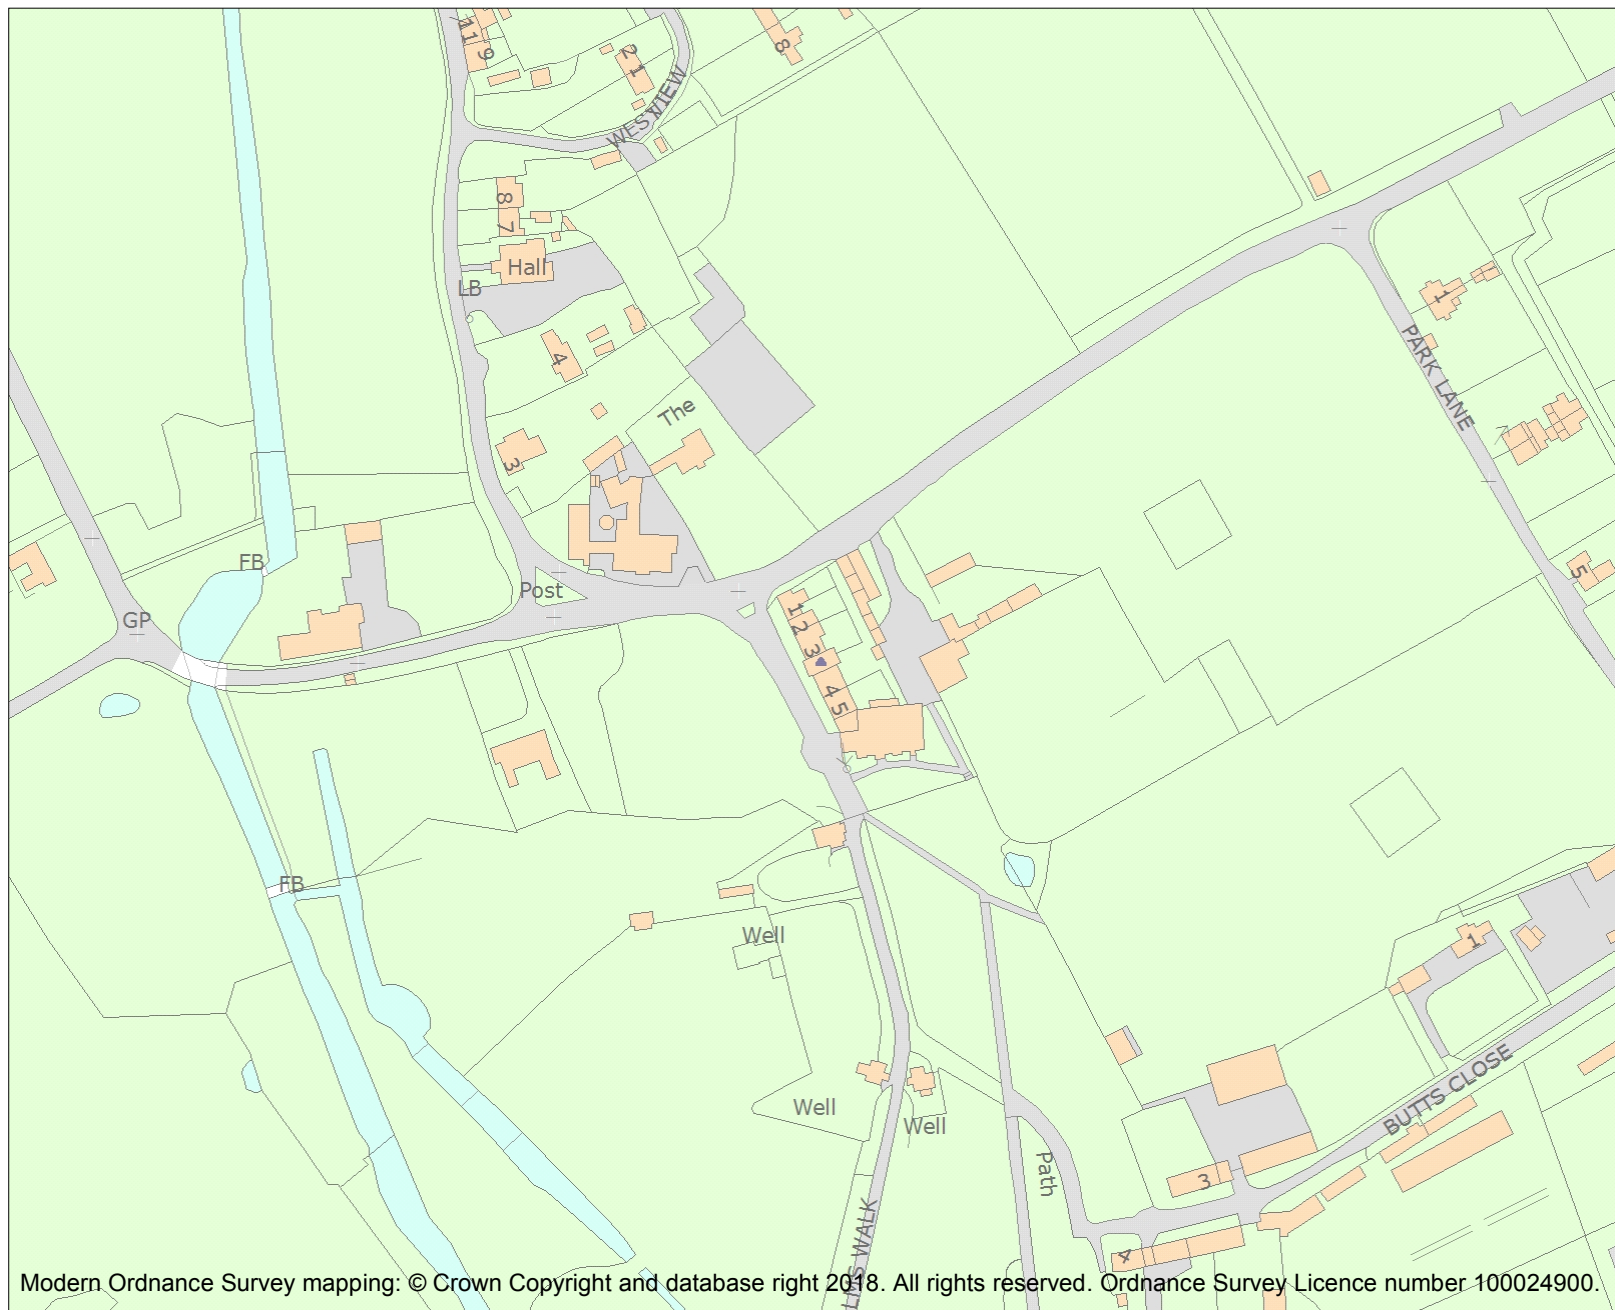 11
9
2
1
8
WEST VIEW
8
7
Hall
LB
4
1
PARK LANE
The
3
FB
Post
GP
5
1
2
3
4
5
FB
1
Well
Well
Well
BUTTS CLOSE
Path
3
WALK
4
Modern Ordnance Survey mapping: © Crown Copyright and database right 2018. All rights reserved. Ordnance Survey Licence number 100024900.